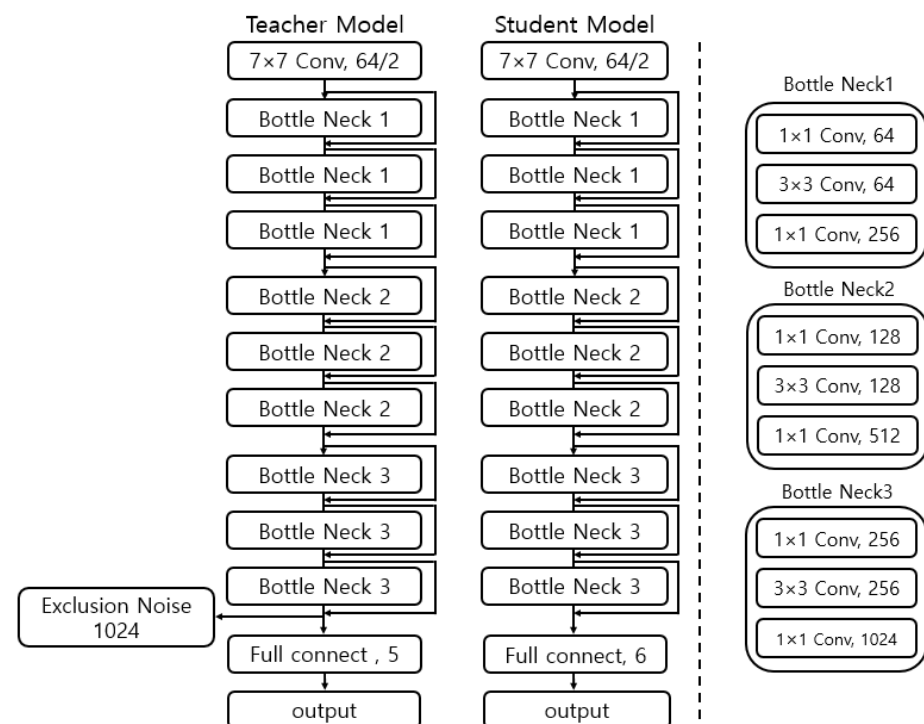 Teacher Model
7×7 Conv, 64/2
Bottle Neck 1
Bottle Neck 1
Bottle Neck 1
Bottle Neck 2
Bottle Neck 2
Bottle Neck 2
Bottle Neck 3
Bottle Neck 3
Bottle Neck 3
Exclusion Noise
1024
Full connect , 5
output
Student Model
7×7 Conv, 64/2
Bottle Neck 1
Bottle Neck 1
Bottle Neck 1
Bottle Neck 2
Bottle Neck 2
Bottle Neck 2
Bottle Neck 3
Bottle Neck 3
Bottle Neck 3
Full connect, 6
output
Bottle Neck1
1×1 Conv, 64
3×3 Conv, 64
1×1 Conv, 256
Bottle Neck2
1×1 Conv, 128
3×3 Conv, 128
1×1 Conv, 512
Bottle Neck3
1×1 Conv, 256
3×3 Conv, 256
1×1 Conv, 1024